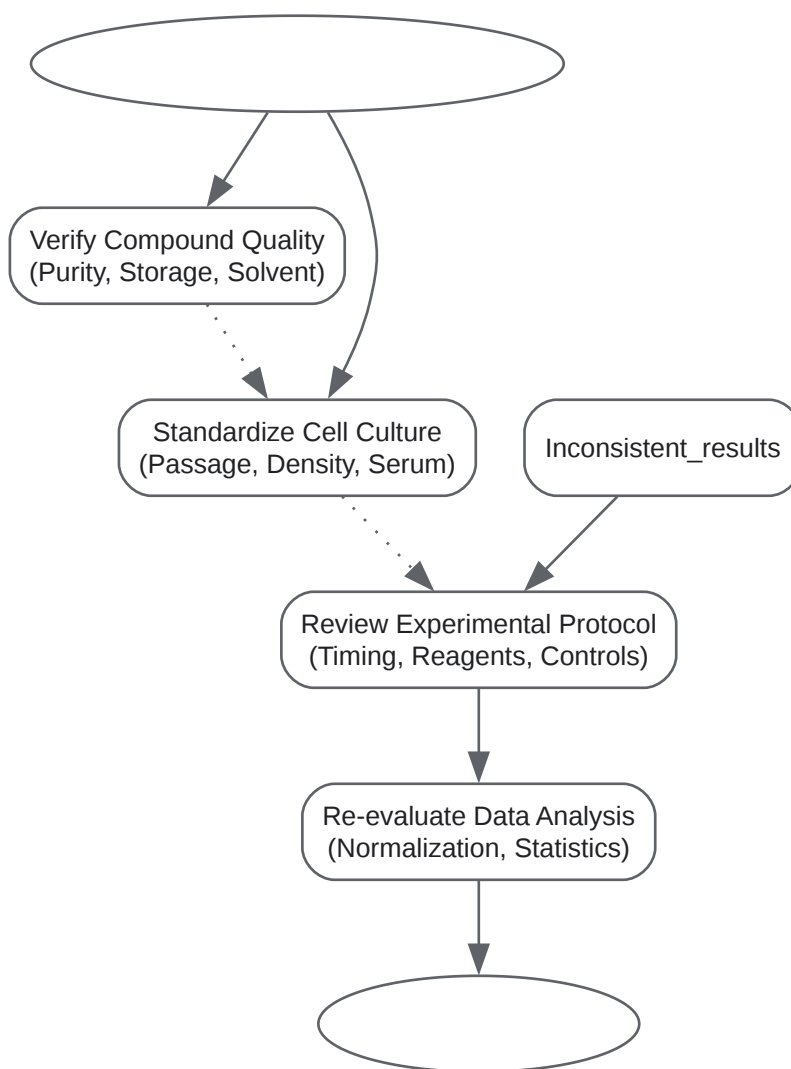 Verify Compound Quality
(Purity, Storage, Solvent)
Standardize Cell Culture
(Passage, Density, Serum)
Inconsistent_results
Review Experimental Protocol
(Timing, Reagents, Controls)
Re-evaluate Data Analysis
(Normalization, Statistics)